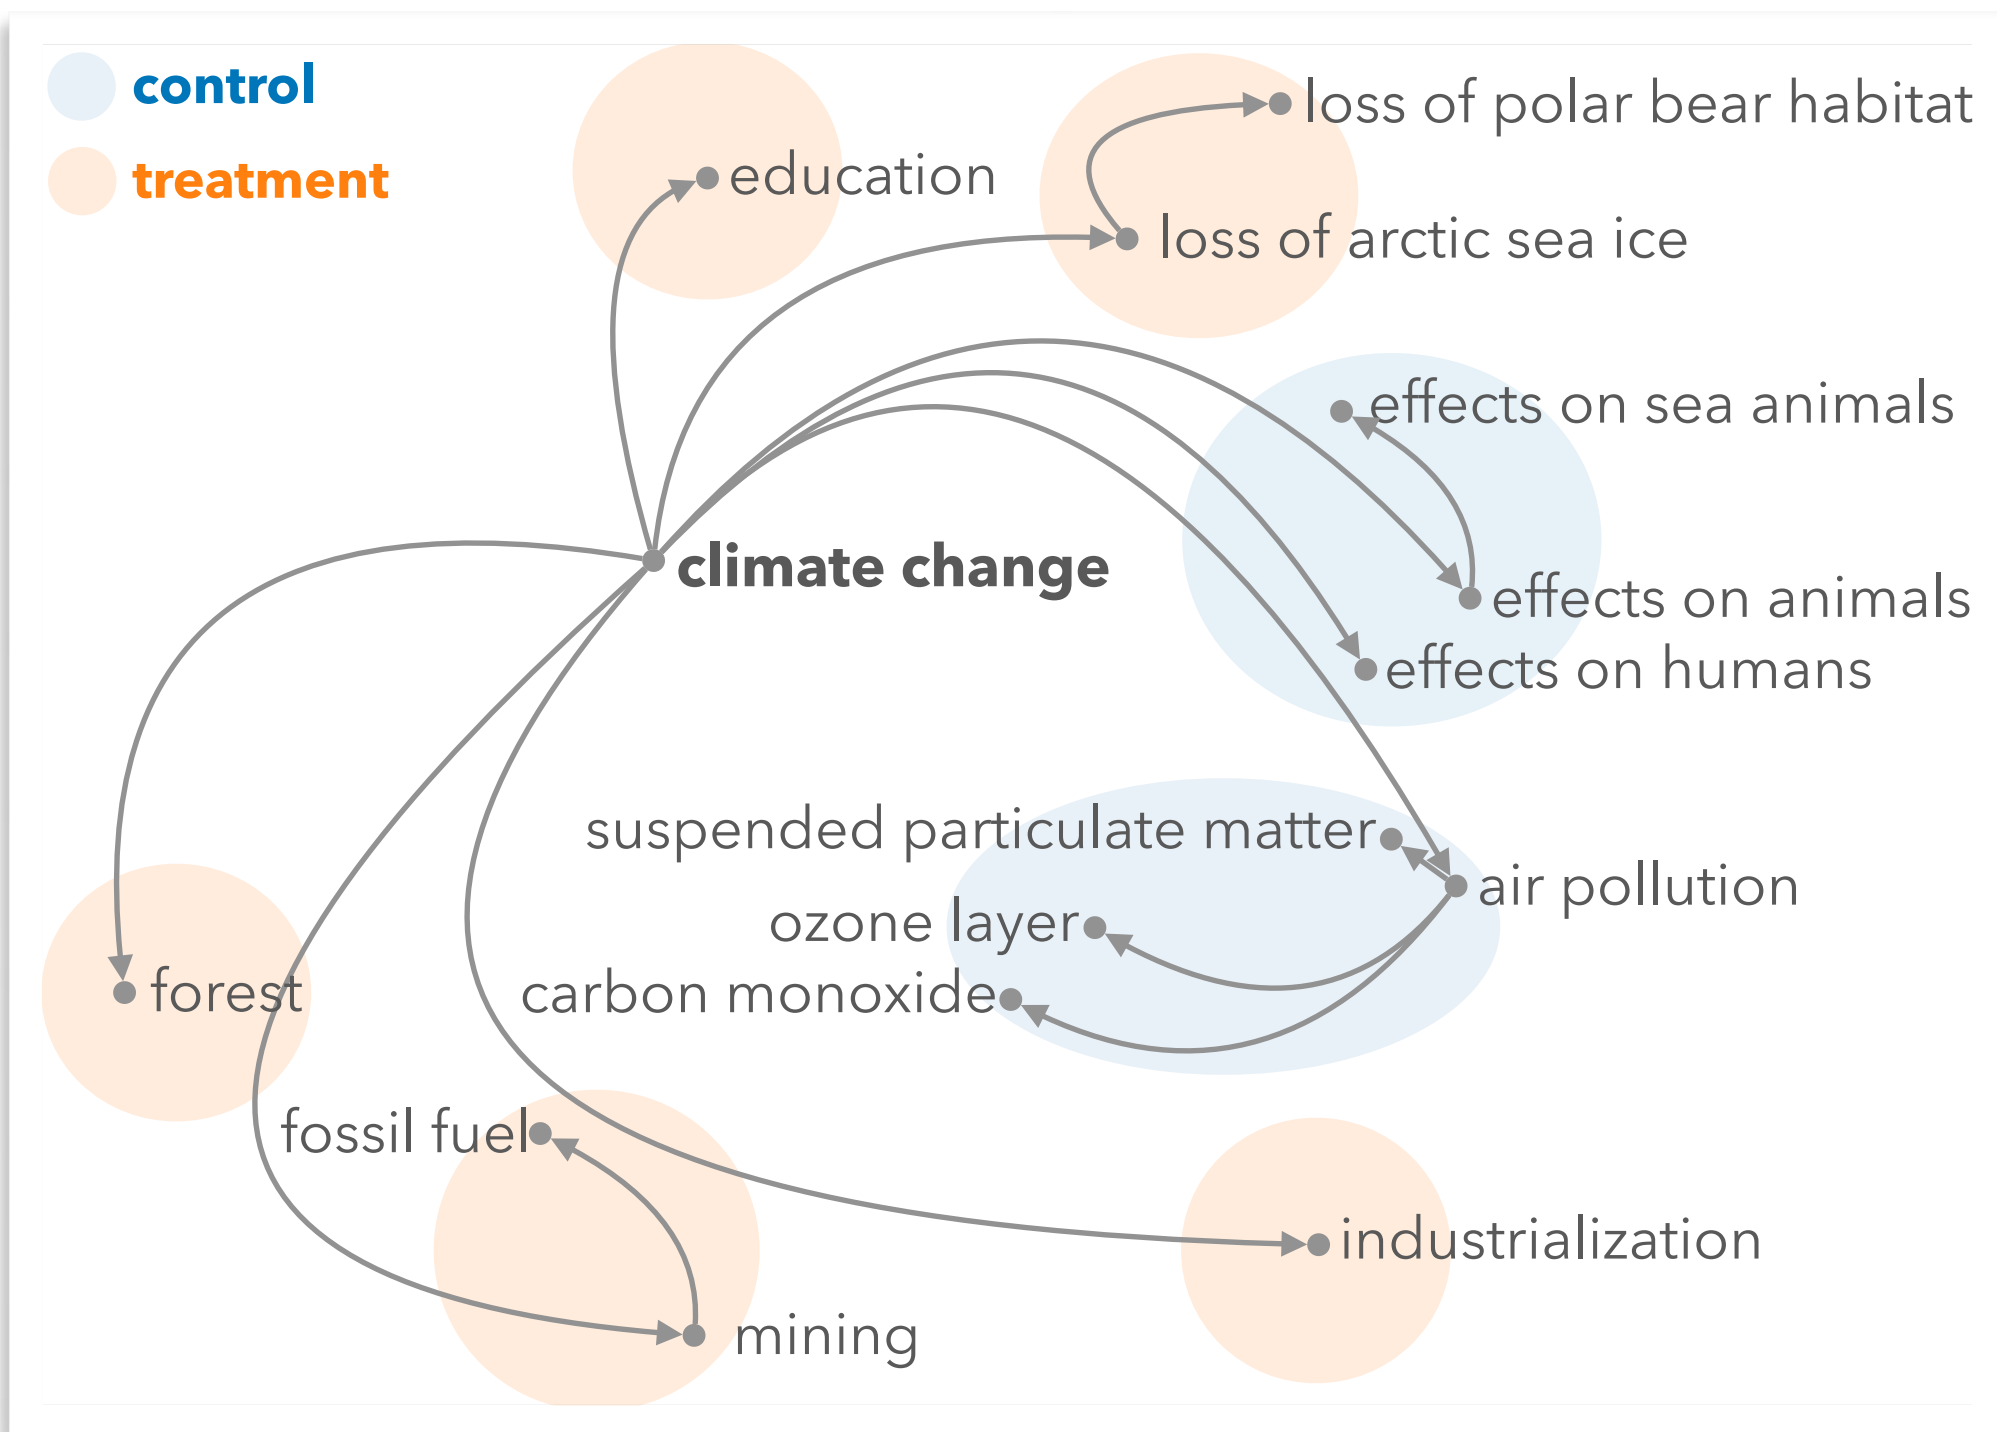 control
treatment
loss of polar bear habitat
education
loss of arctic sea ice
effects on sea animals
climate change
effects on animals
effects on humans
suspended particulate matter
air pollution
ozone layer
forest
carbon monoxide
fossil fuel
industrialization
mining